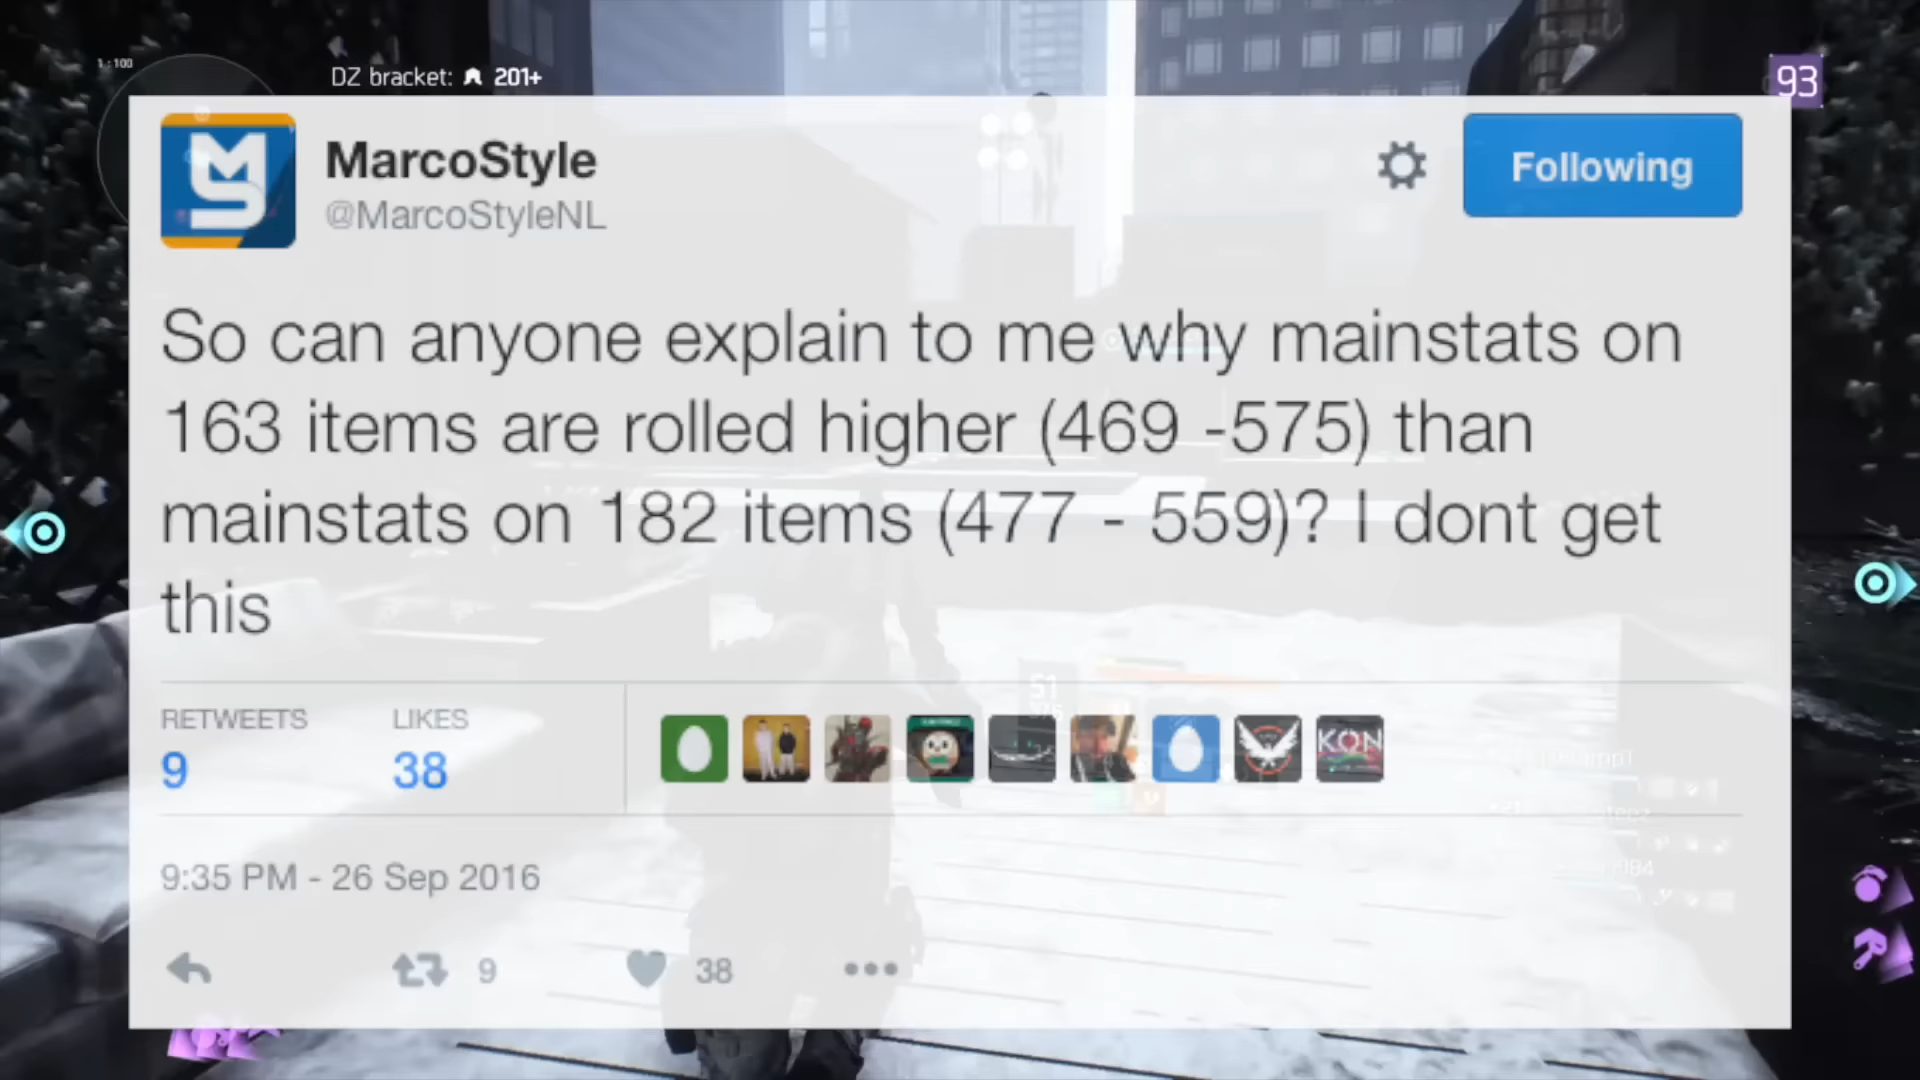 1 : 100
DZ bracket: 201+
93
MarcoStyle
@MarcoStyleNL
Following
So can anyone explain to me why mainstats on
163 items are rolled higher (469 -575) than
mainstats on 182 items (477 - 559)? I dont get
this
RETWEETS LIKES
9 38
KON
9:35 PM - 26 Sep 2016
9 38